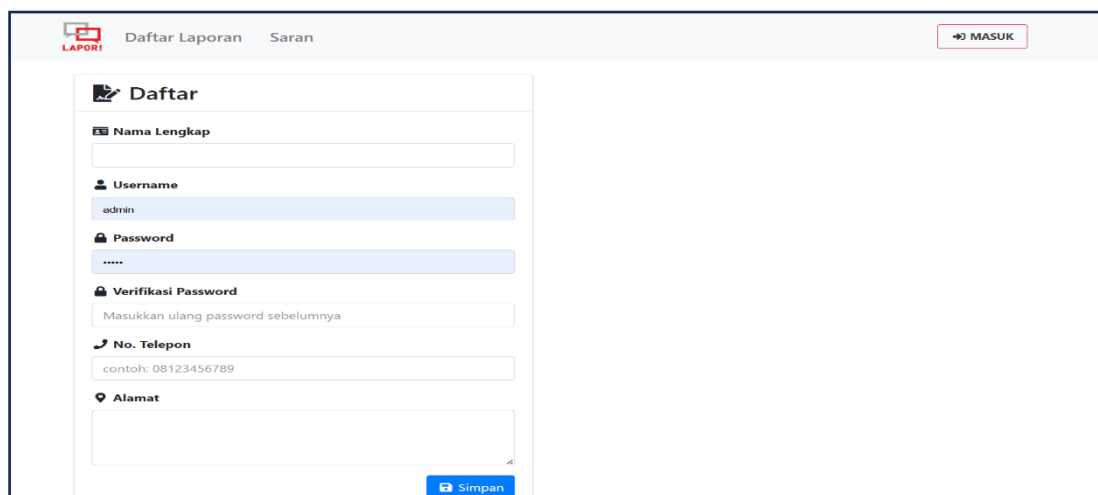 LAPOR!
Daftar Laporan Saran
MASUK
Daftar
Nama Lengkap
Username
admin
Password
•••••
Verifikasi Password
Masukkan ulang password sebelumnya
No. Telepon
contoh: 08123456789
Alamat
Simpan